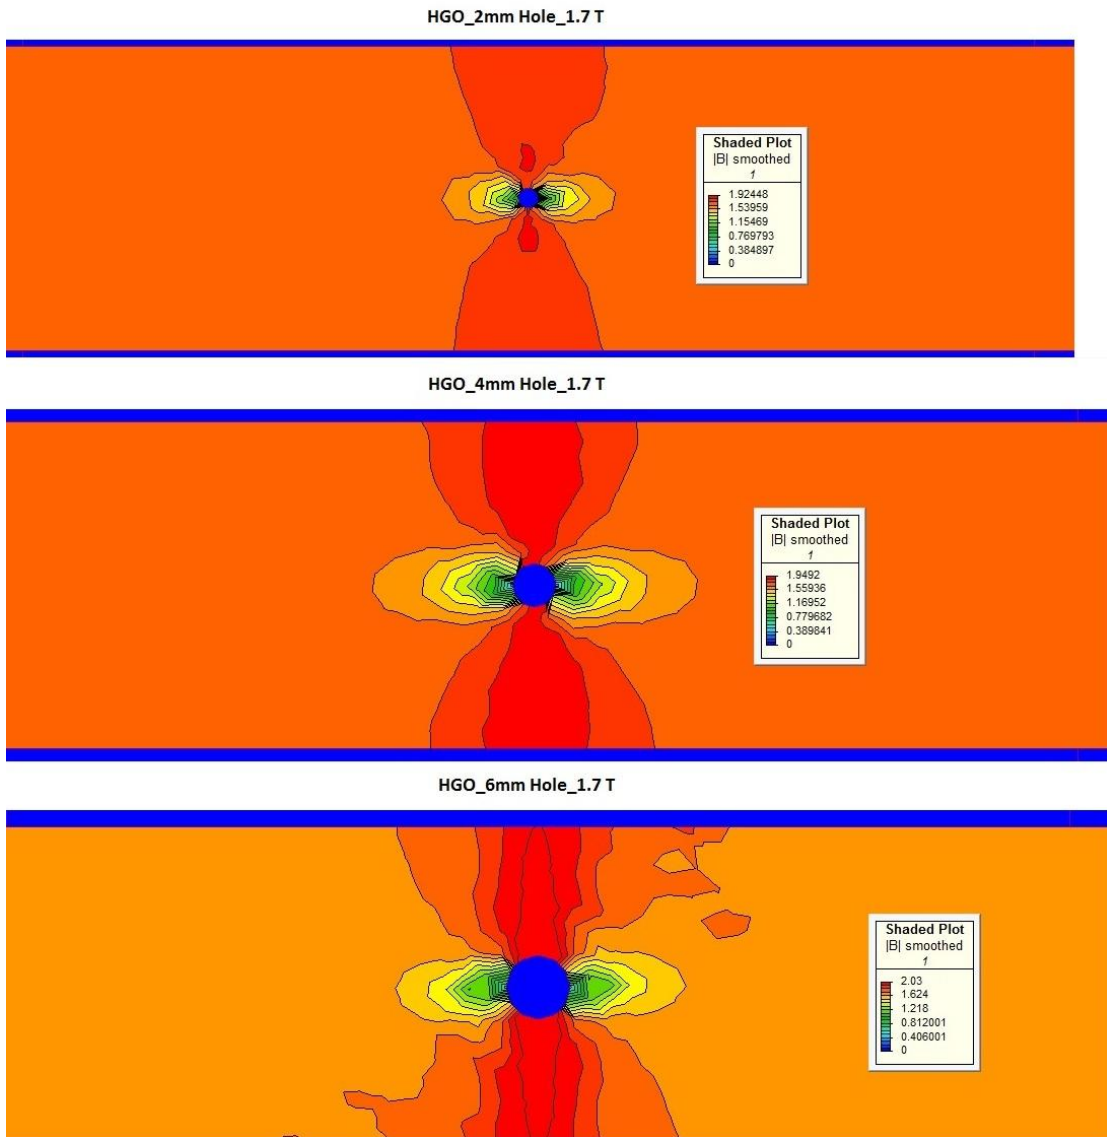 HGO_2mm Hole_1.7 T
Shaded Plot
|B| smoothed
1
1.92448
1.53959
1.15469
0.769793
0.384897
0
HGO_4mm Hole_1.7 T
Shaded Plot
|B| smoothed
1
1.9492
1.55936
1.16952
0.779682
0.389841
0
HGO_6mm Hole_1.7 T
Shaded Plot
|B| smoothed
1
2.03
1.624
1.218
0.812001
0.406001
0